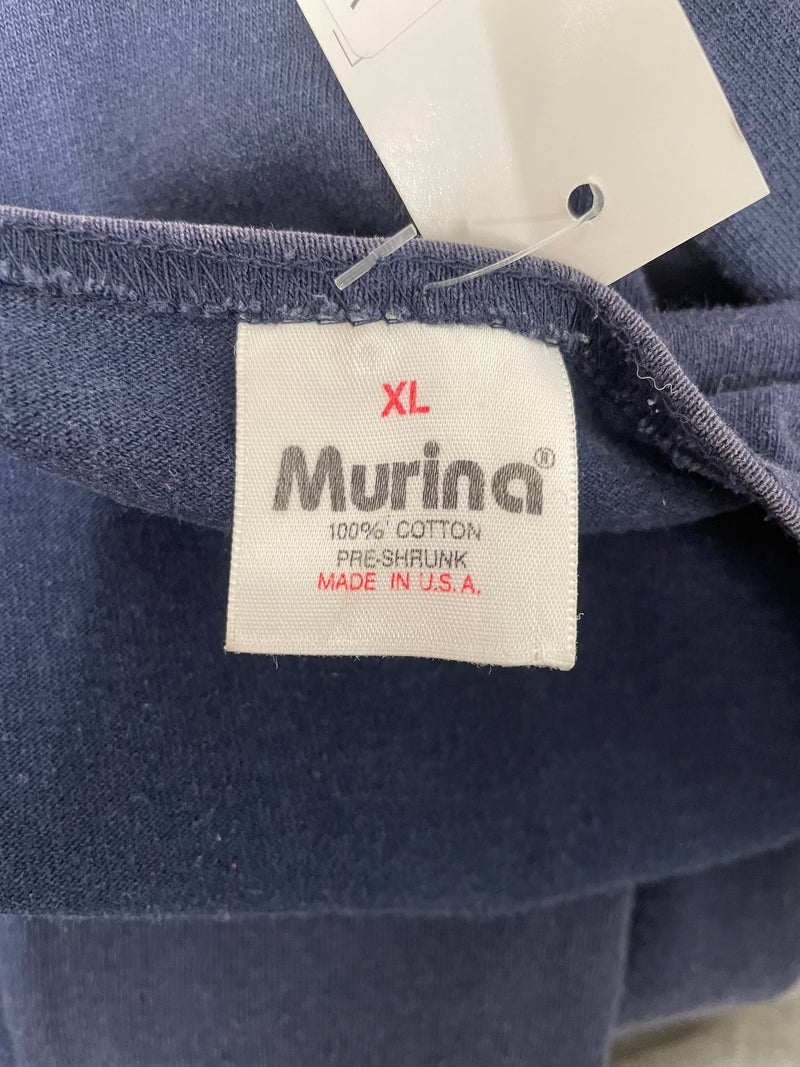 XL
Murina®
100% COTTON
PRE-SHRUNK
MADE IN U.S.A.